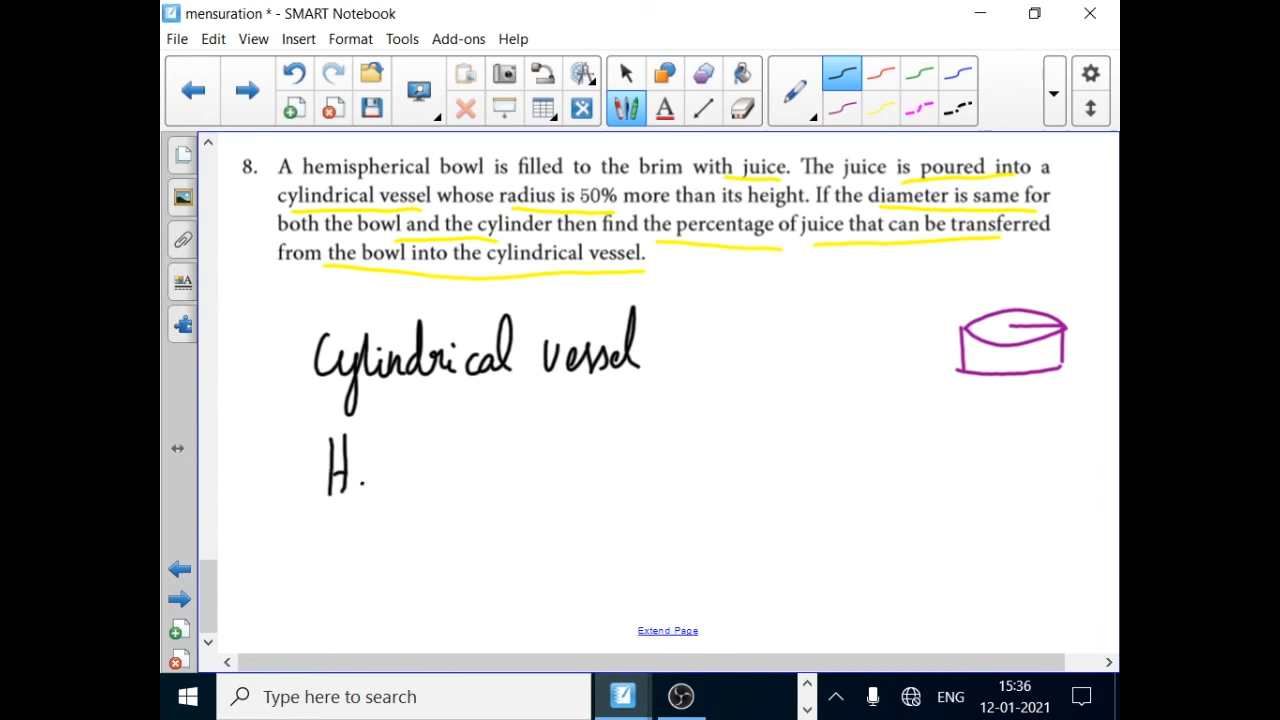 mensuration * - SMART Notebook
File Edit View Insert Format Tools Add-ons Help
8. A hemispherical bowl is filled to the brim with juice. The juice is poured into a
cylindrical vessel whose radius is 50% more than its height. If the diameter is same for
both the bowl and the cylinder then find the percentage of juice that can be transferred
from the bowl into the cylindrical vessel.
Cylindrical vessel
H.
Extend Page
Type here to search
ENG
15:36
12-01-2021